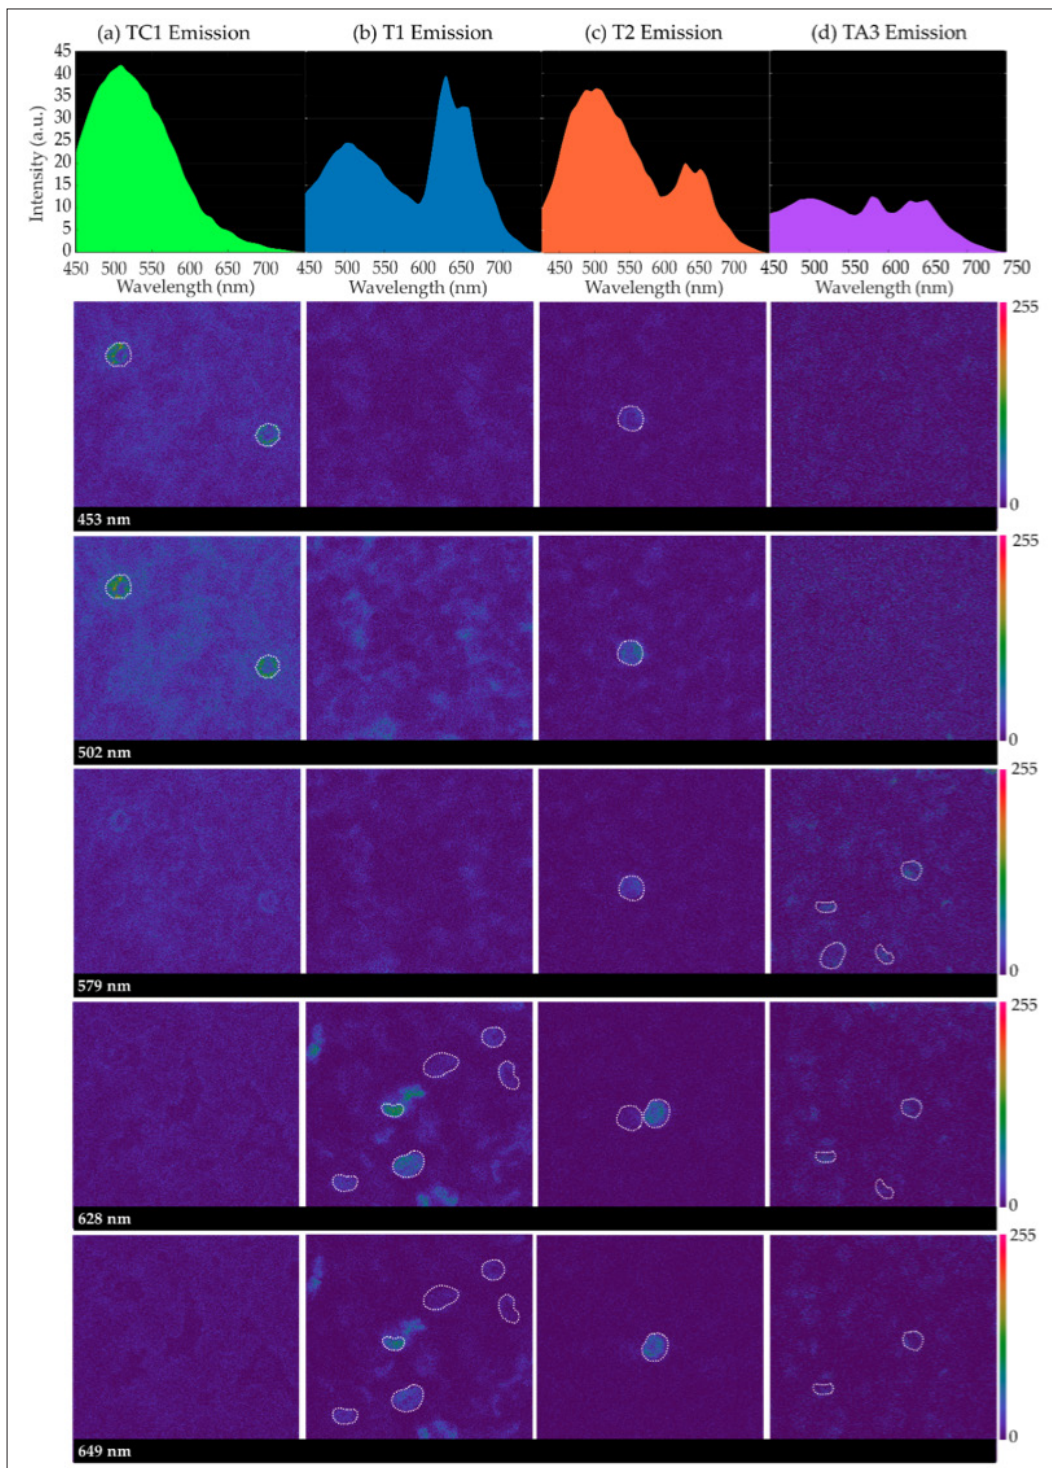 (a) TC1 Emission (b) T1 Emission (c) T2 Emission (d) TA3 Emission
Intensity (a.u.)
45
40
35
30
25
20
15
10
5
0
450 500 550 600 650 700 450 500 550 600 650 700 450 500 550 600 650 700 450 500 550 600 650 700 750
Wavelength (nm) Wavelength (nm) Wavelength (nm) Wavelength (nm)
255
0
453 nm
255
0
502 nm
255
0
579 nm
255
0
628 nm
255
0
649 nm